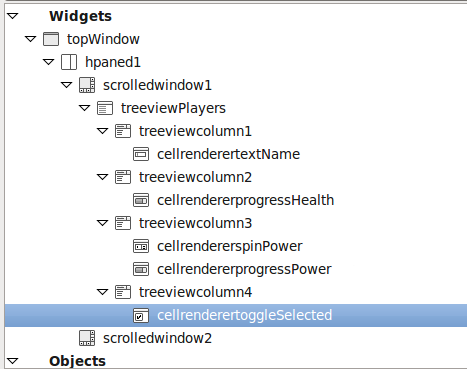 Widgets
topWindow
hpaned1
scrolledwindow1
treeviewPlayers
treeviewcolumn1
cellrenderertextName
treeviewcolumn2
cellrendererprogressHealth
treeviewcolumn3
cellrendererspinPower
cellrendererprogressPower
treeviewcolumn4
cellrenderertoggleSelected
scrolledwindow2
Objects